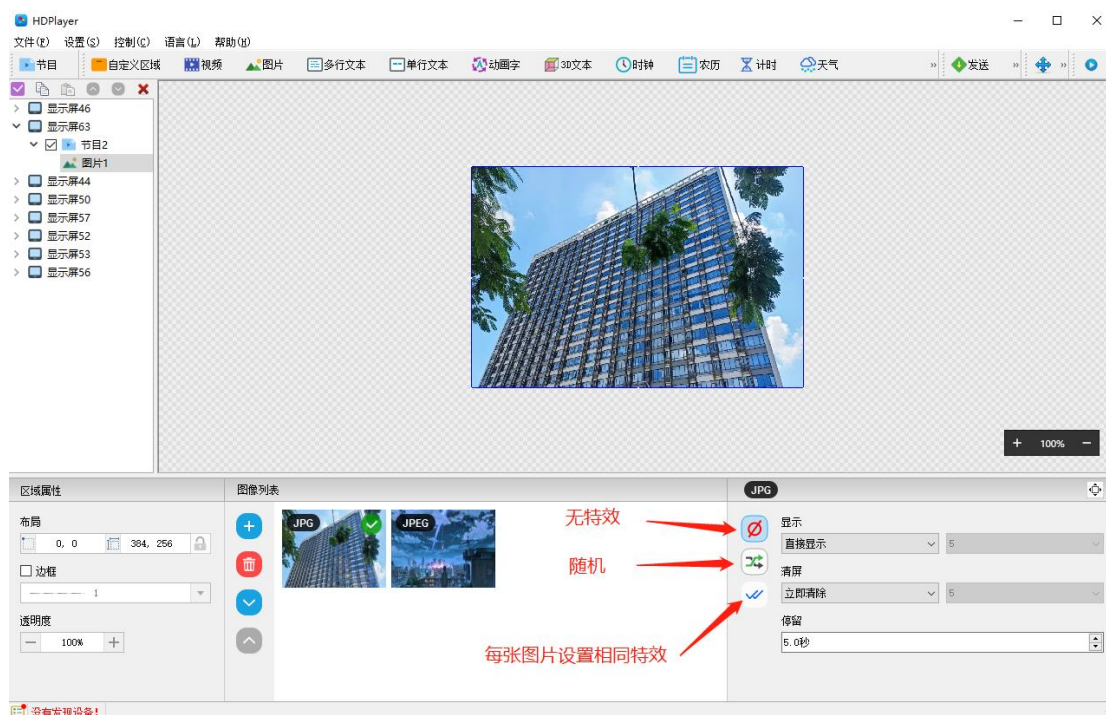 HDPlayer
文件(F) 设置(S) 控制(C) 语言(L) 帮助(H)
节目 自定义区域 视频 图片 多行文本 单行文本 动画字 3D文本 时钟 农历 计时 天气 » 发送 » »
显示屏46
显示屏63
节目2
图片1
显示屏44
显示屏50
显示屏57
显示屏52
显示屏53
显示屏56
+ 100% −
区域属性
布局
0, 0 384, 256
边框
1
透明度
— 100% +
图像列表
JPG JPEG
无特效
随机
每张图片设置相同特效
JPG
显示
直接显示 5
清屏
立即清除 5
停留
5.0秒
没有发现设备!